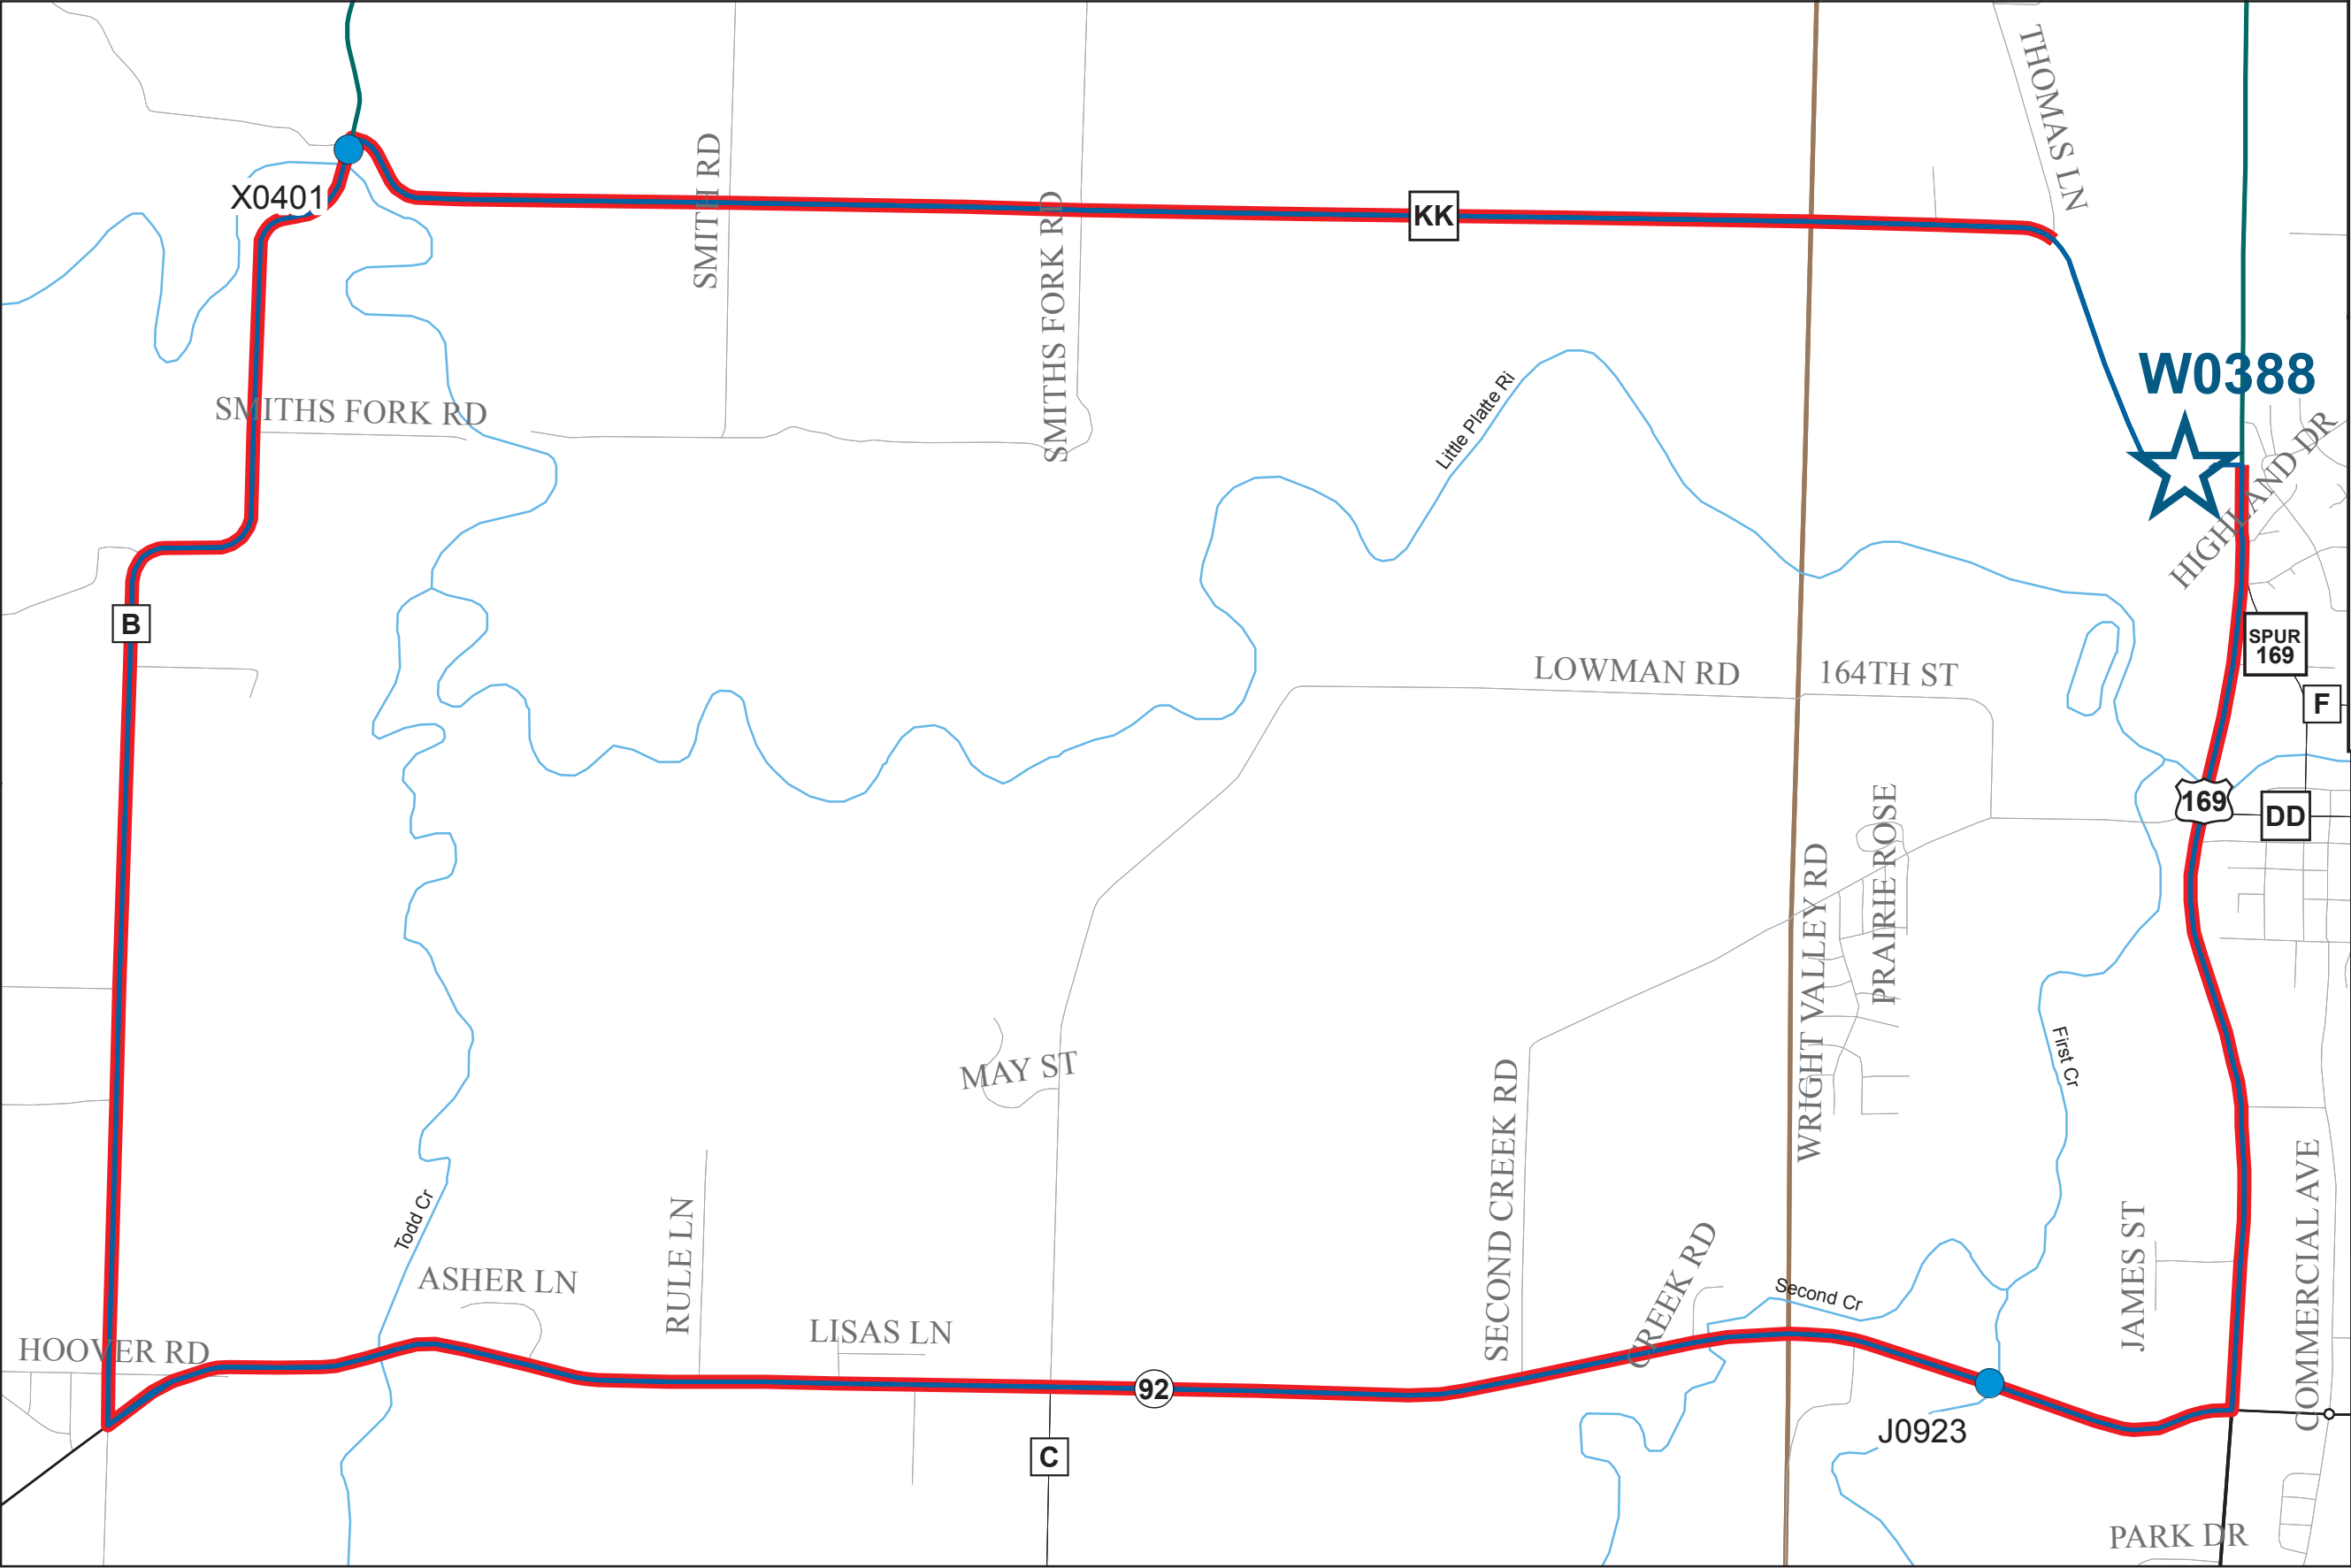 THOMAS LN
X0401
SMITH RD
SMITHS FORK RD
KK
W0388
SMITHS FORK RD
Little Platte Ri
HIGHLAND DR
B
SPUR
169
LOWMAN RD
164TH ST
F
169
DD
PRAIRIE ROSE
WRIGHT VALLEY RD
First Cr
MAY ST
SECOND CREEK RD
Todd Cr
RULE LN
ASHER LN
CREEK RD
Second Cr
JAMES ST
COMMERCIAL AVE
HOOVER RD
LISAS LN
92
J0923
C
PARK DR